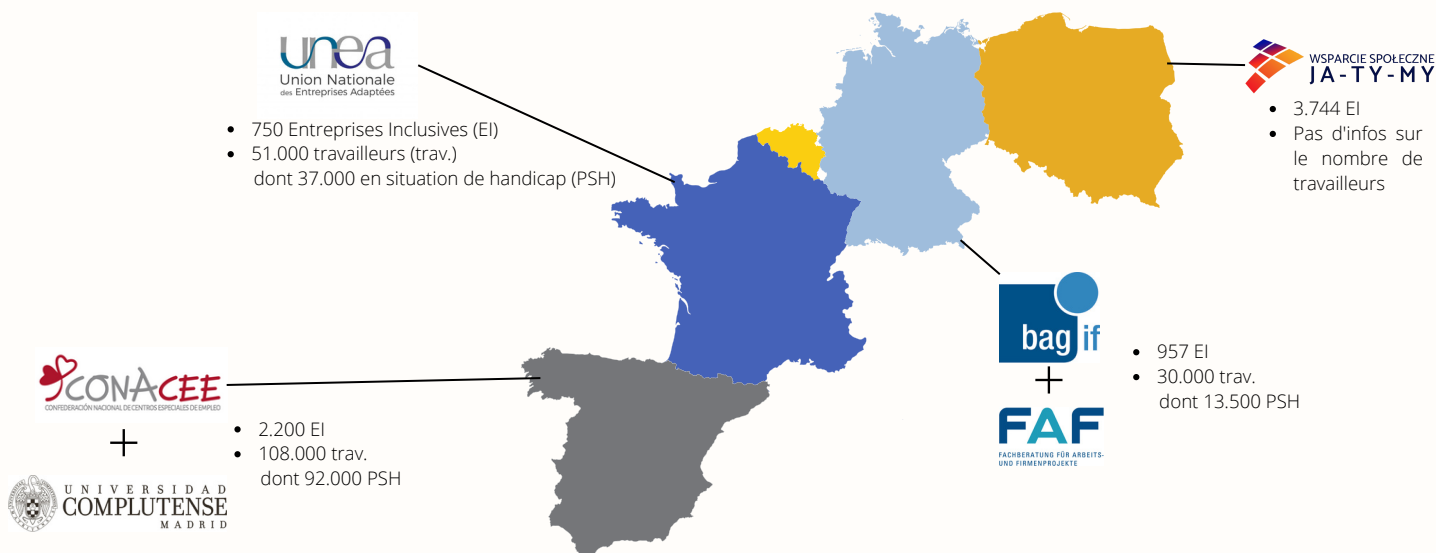 unea
Union Nationale
des Entreprises Adaptées
• 750 Entreprises Inclusives (EI)
• 51.000 travailleurs (trav.)
dont 37.000 en situation de handicap (PSH)
WSPARCIE SPOŁECZNE
JA-TY-MY
• 3.744 EI
• Pas d'infos sur
le nombre de
travailleurs
bag if
+
FAF
FACHBERATUNG FÜR ARBEITS-
UND FIRMENPROJEKTE
• 957 EI
• 30.000 trav.
dont 13.500 PSH
CONACEE
CONFEDERACIÓN NACIONAL DE CENTROS ESPECIALES DE EMPLEO
+
UNIVERSIDAD
COMPLUTENSE
MADRID
• 2.200 EI
• 108.000 trav.
dont 92.000 PSH